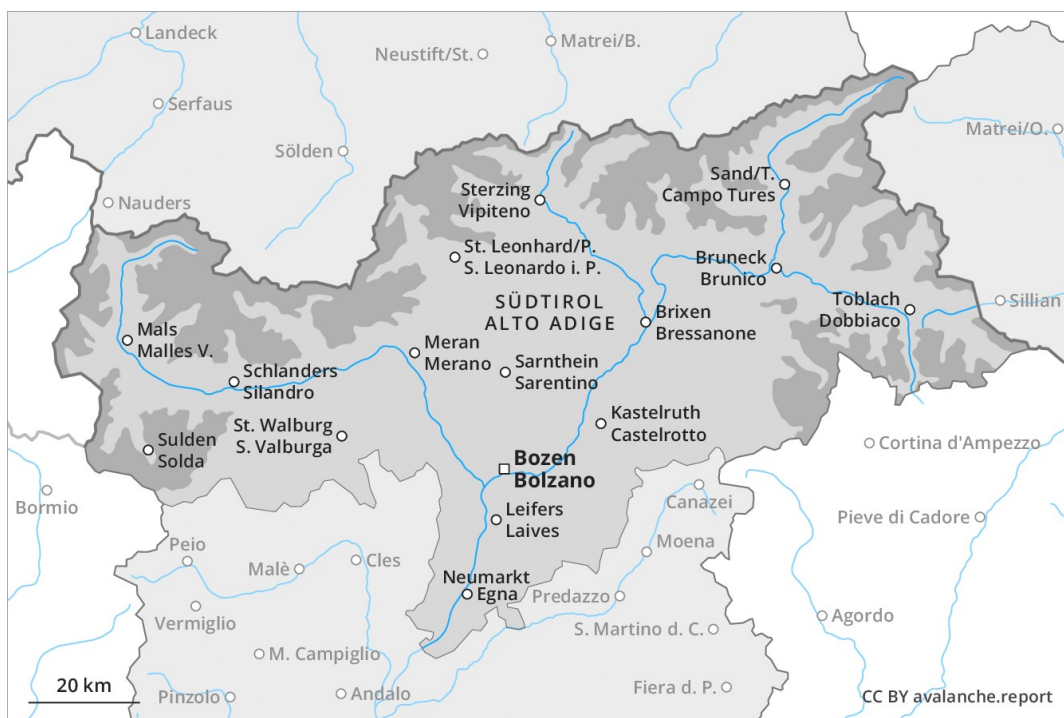 Landeck
Neustift/St.
Matrei/B.
Serfaus
Matrei/O.
Sölden
Nauders
Sterzing
Vipiteno
Sand/T.
Campo Tures
St. Leonhard/P.
S. Leonardo i. P.
Bruneck
Brunico
SÜDTIROL
ALTO ADIGE
Toblach
Dobbiaco
Sillian
Brixen
Bressanone
Mals
Malles V.
Meran
Merano
Sarnthein
Sarentino
Schlanders
Silandro
St. Walburg
S. Valburga
Kastelruth
Castelrotto
Sulden
Solda
Cortina d'Ampezzo
Bozen
Bolzano
Bormio
Canazei
Leifers
Laives
Pieve di Cadore
Peio
Malè
Cles
Moena
Neumarkt
Egna
Predazzo
Vermiglio
Agordo
S. Martino d. C.
M. Campiglio
20 km
Pinzolo
Andalo
Fiera d. P.
CC BY avalanche.report